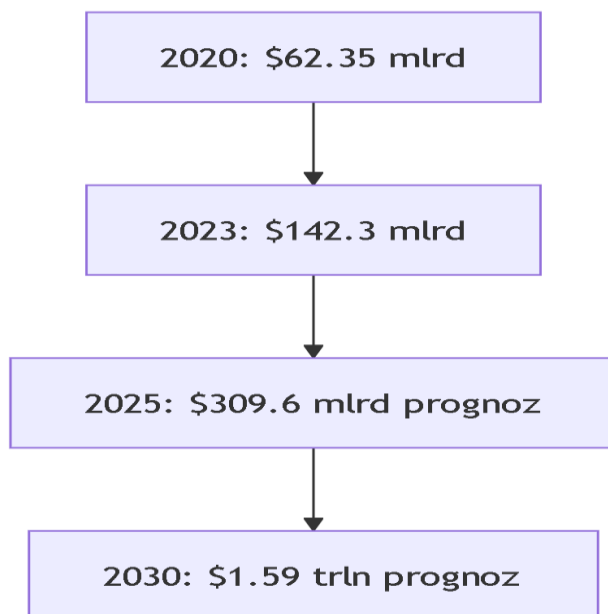 2020: $62.35 mlrd
2023: $142.3 mlrd
2025: $309.6 mlrd prognoz
2030: $1.59 trln prognoz